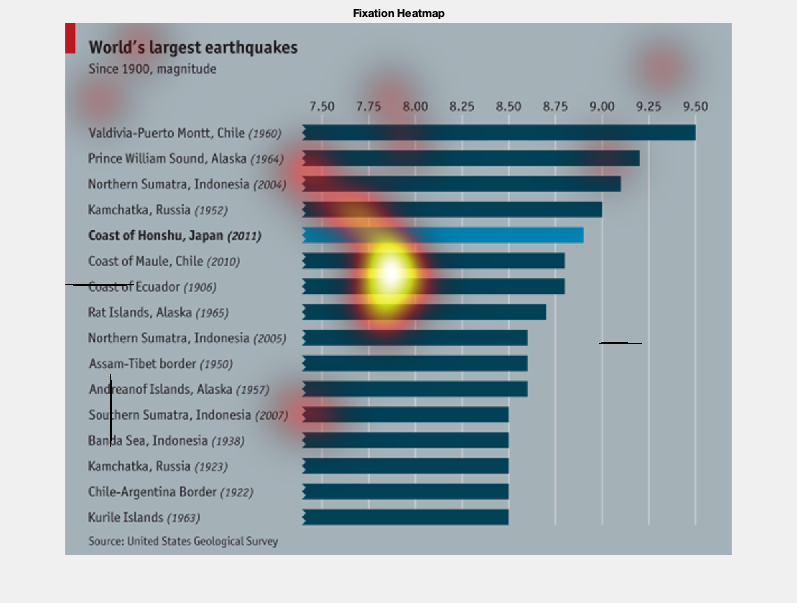 Fixation Heatmap
World's largest earthquakes
Since 1900, magnitude
7.50 7.75 8.00 8.25 8.50 8.75 9.00 9.25 9.50
Valdivia-Puerto Montt, Chile (1960)
Prince William Sound, Alaska (1964)
Northern Sumatra, Indonesia (2004)
Kamchatka, Russia (1952)
Coast of Honshu, Japan (2011)
Coast of Maule, Chile (2010)
Coast of Ecuador (1906)
Rat Islands, Alaska (1965)
Northern Sumatra, Indonesia (2005)
Assam-Tibet border (1950)
Andreanof Islands, Alaska (1957)
Southern Sumatra, Indonesia (2007)
Banda Sea, Indonesia (1938)
Kamchatka, Russia (1923)
Chile-Argentina Border (1922)
Kurile Islands (1963)
Source: United States Geological Survey